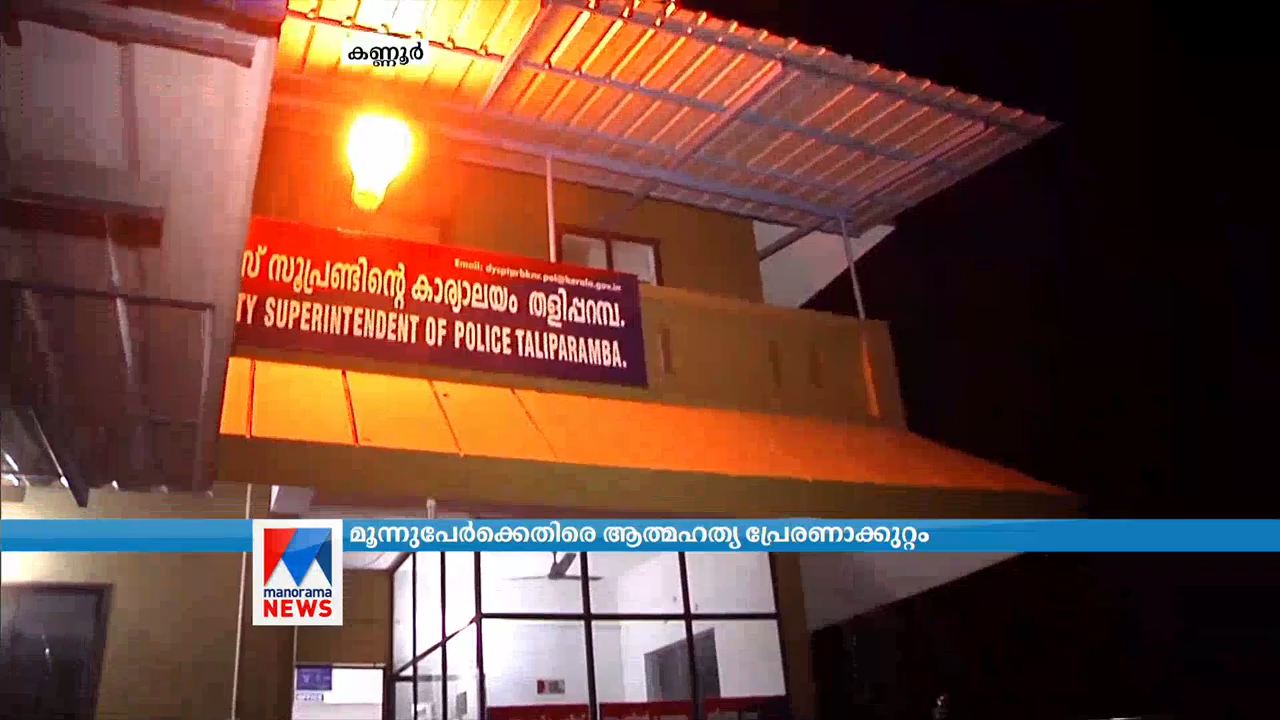 കണ്ണൂർ
Email: dysptprbknr.pol@kerala.gov.in
സ് സൂപ്രണ്ടിന്റെ കാര്യാലയം തളിപ്പറമ്പ.
TY SUPERINTENDENT OF POLICE TALIPARAMBA.
മൂന്നുപേർക്കെതിരെ ആത്മഹത്യ പ്രേരണാക്കുറ്റം
manorama
NEWS